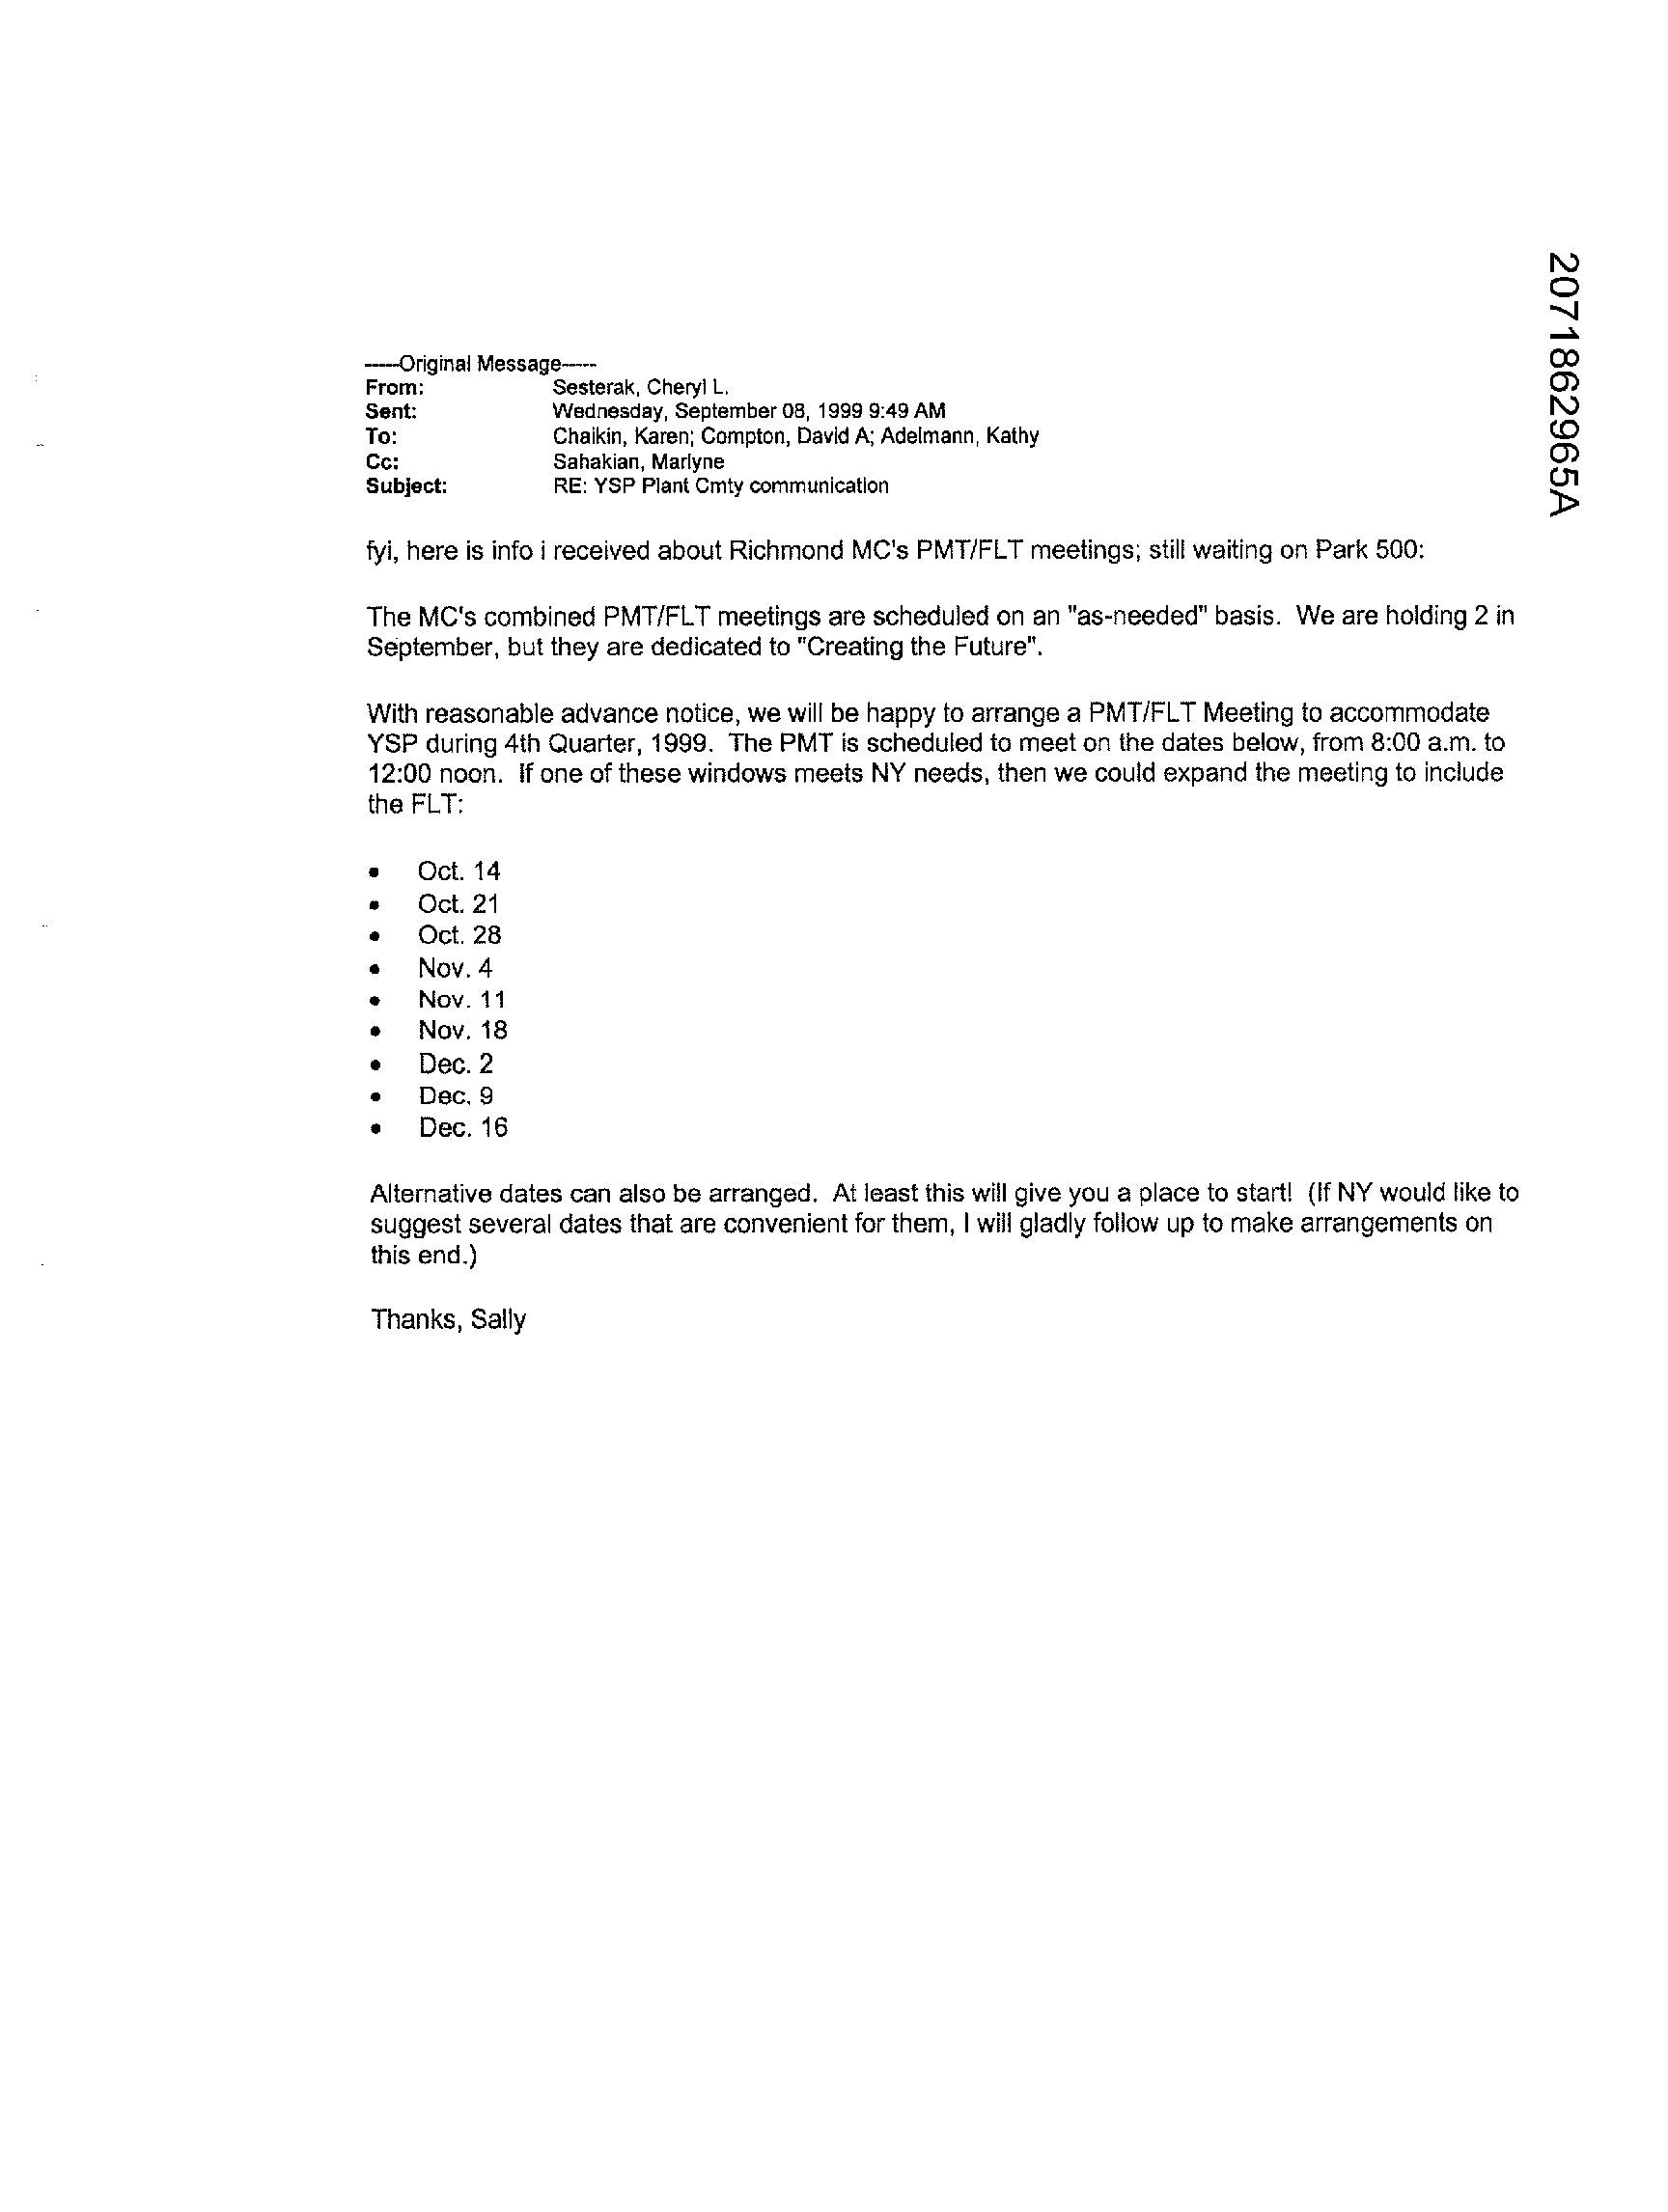 -----Original Message-----
From: Sesterak, Cheryl L.
Sent: Wednesday, September 08, 1999 9:49 AM
To: Chaikin, Karen; Compton, David A; Adelmann, Kathy
Cc: Sahakian, Marlyne
Subject: RE: YSP Plant Cmty communication
fyi, here is info i received about Richmond MC's PMT/FLT meetings; still waiting on Park 500:
The MC's combined PMT/FLT meetings are scheduled on an "as-needed" basis. We are holding 2 in
September, but they are dedicated to "Creating the Future".
With reasonable advance notice, we will be happy to arrange a PMT/FLT Meeting to accommodate
YSP during 4th Quarter, 1999. The PMT is scheduled to meet on the dates below, from 8:00 a.m. to
12:00 noon. If one of these windows meets NY needs, then we could expand the meeting to include
the FLT:
• Oct. 14
• Oct. 21
• Oct. 28
• Nov. 4
• Nov. 11
• Nov. 18
• Dec. 2
• Dec. 9
• Dec. 16
Alternative dates can also be arranged. At least this will give you a place to start! (If NY would like to
suggest several dates that are convenient for them, I will gladly follow up to make arrangements on
this end.)
Thanks, Sally
2071862965A